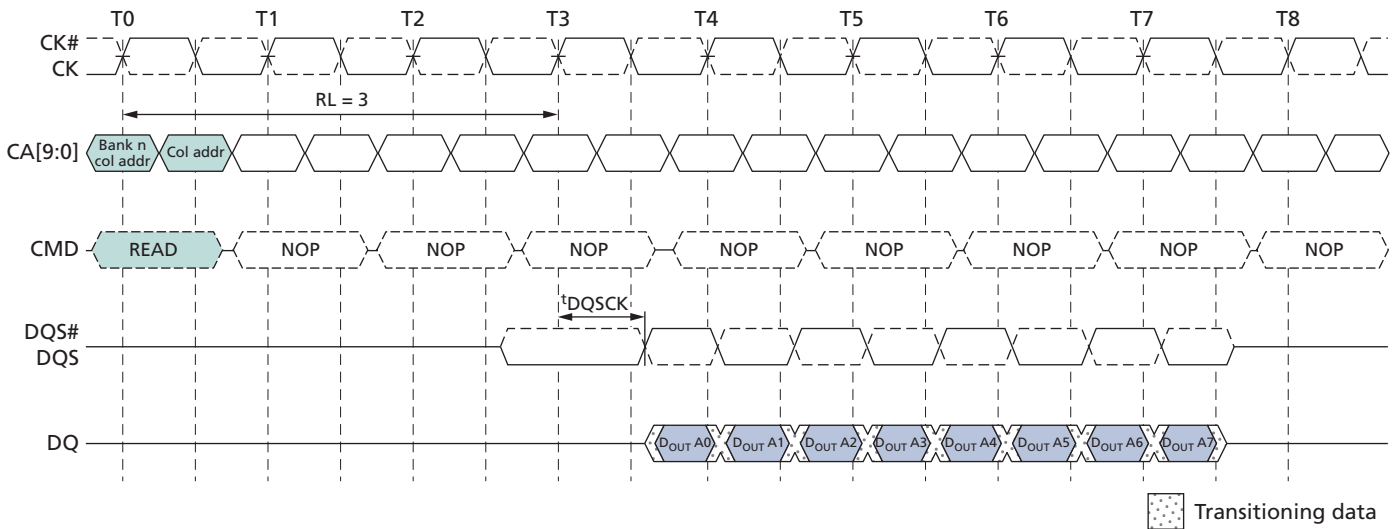 T0 T1 T2 T3 T4 T5 T6 T7 T8
CK#
CK
RL = 3
CA[9:0]
Bank n
col addr
Col addr
CMD
READ NOP NOP NOP NOP NOP NOP NOP NOP
tDQSCK
DQS#
DQS
DQ
DOUT A0 DOUT A1 DOUT A2 DOUT A3 DOUT A4 DOUT A5 DOUT A6 DOUT A7
Transitioning data